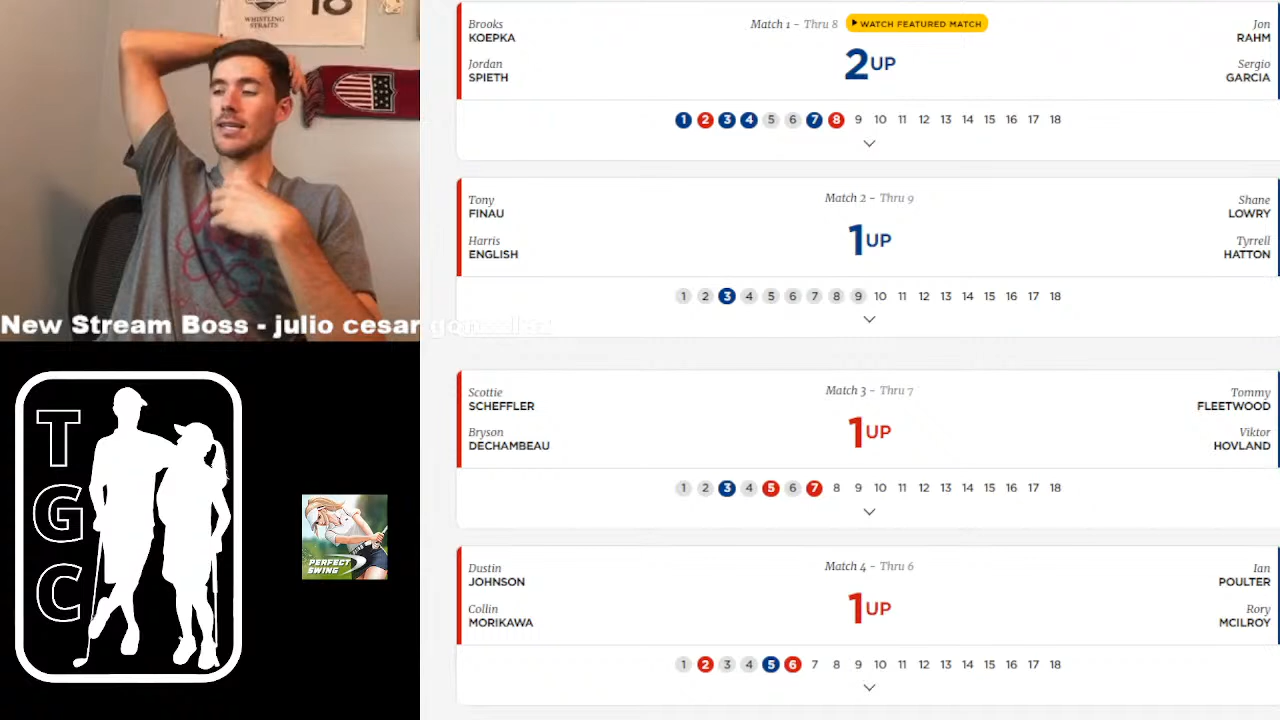 WHISTLING
STRAITS
18
New Stream Boss - julio cesar gonzalez
T
G
C
PERFECT
SWING
Brooks
KOEPKA
Jordan
SPIETH
Match 1 - Thru 8 WATCH FEATURED MATCH
2UP
Jon
RAHM
Sergio
GARCIA
1 2 3 4 5 6 7 8 9 10 11 12 13 14 15 16 17 18
Tony
FINAU
Harris
ENGLISH
Match 2 - Thru 9
1UP
Shane
LOWRY
Tyrrell
HATTON
1 2 3 4 5 6 7 8 9 10 11 12 13 14 15 16 17 18
Scottie
SCHEFFLER
Bryson
DECHAMBEAU
Match 3 - Thru 7
1UP
Tommy
FLEETWOOD
Viktor
HOVLAND
1 2 3 4 5 6 7 8 9 10 11 12 13 14 15 16 17 18
Dustin
JOHNSON
Collin
MORIKAWA
Match 4 - Thru 6
1UP
Ian
POULTER
Rory
MCILROY
1 2 3 4 5 6 7 8 9 10 11 12 13 14 15 16 17 18